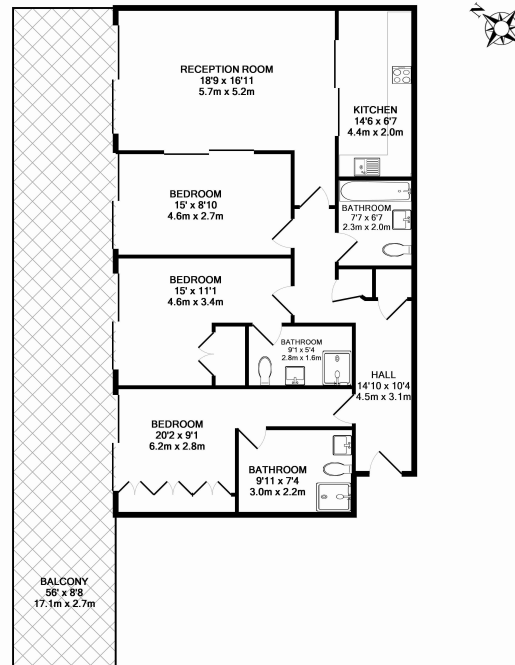 N
RECEPTION ROOM
18'9 x 16'11
5.7m x 5.2m
KITCHEN
14'6 x 6'7
4.4m x 2.0m
BEDROOM
15' x 8'10
4.6m x 2.7m
BATHROOM
7'7 x 6'7
2.3m x 2.0m
BEDROOM
15' x 11'1
4.6m x 3.4m
BATHROOM
9'1 x 5'4
2.8m x 1.6m
HALL
14'10 x 10'4
4.5m x 3.1m
BEDROOM
20'2 x 9'1
6.2m x 2.8m
BATHROOM
9'11 x 7'4
3.0m x 2.2m
BALCONY
56' x 8'8
17.1m x 2.7m